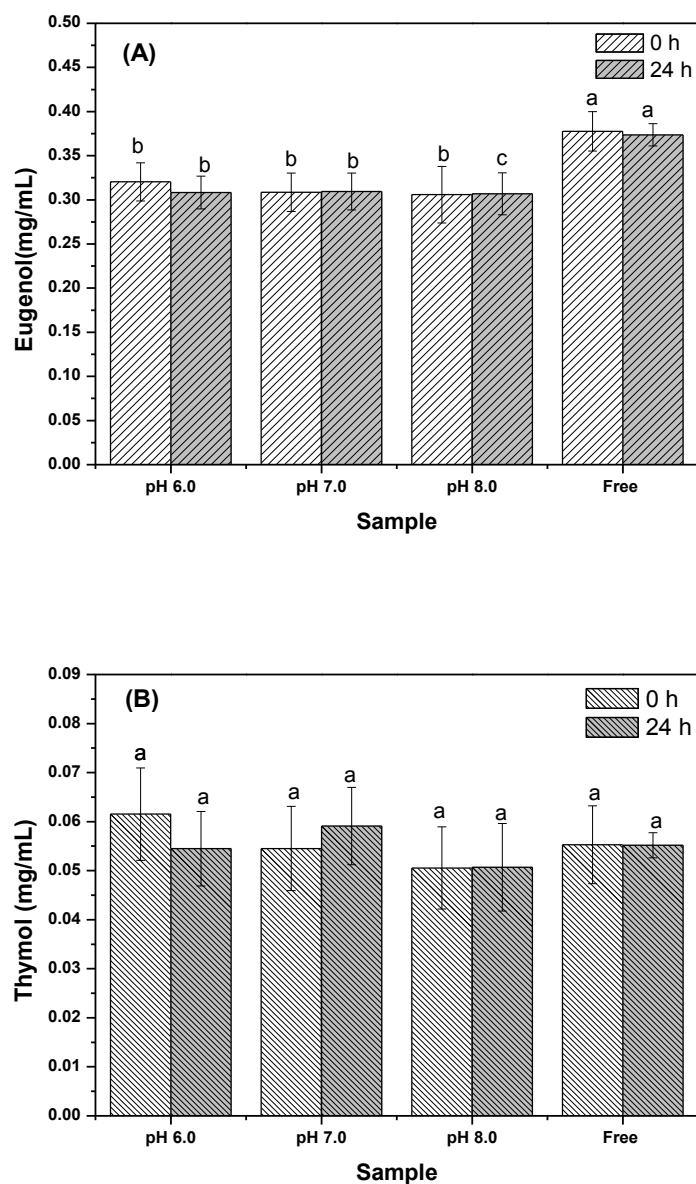 0.50
0.45
0.40
0.35
0.30
0.25
0.20
0.15
0.10
0.05
0.00
Eugenol(mg/mL)
(A)
0 h
24 h
b b b b b c a a
pH 6.0 pH 7.0 pH 8.0 Free
Sample
0.09
0.08
0.07
0.06
0.05
0.04
0.03
0.02
0.01
0.00
Thymol (mg/mL)
(B)
0 h
24 h
a a a a a a a a
pH 6.0 pH 7.0 pH 8.0 Free
Sample